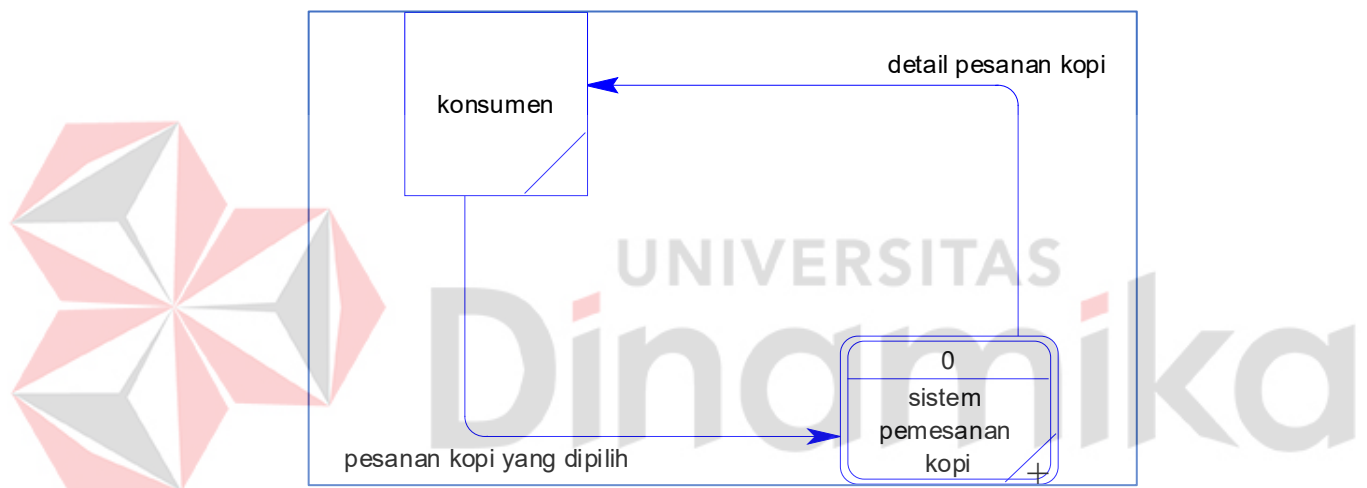 detail pesanan kopi
konsumen
UNIVERSITAS
Dinamika
0
sistem
pemesanan
kopi
pesanan kopi yang dipilih